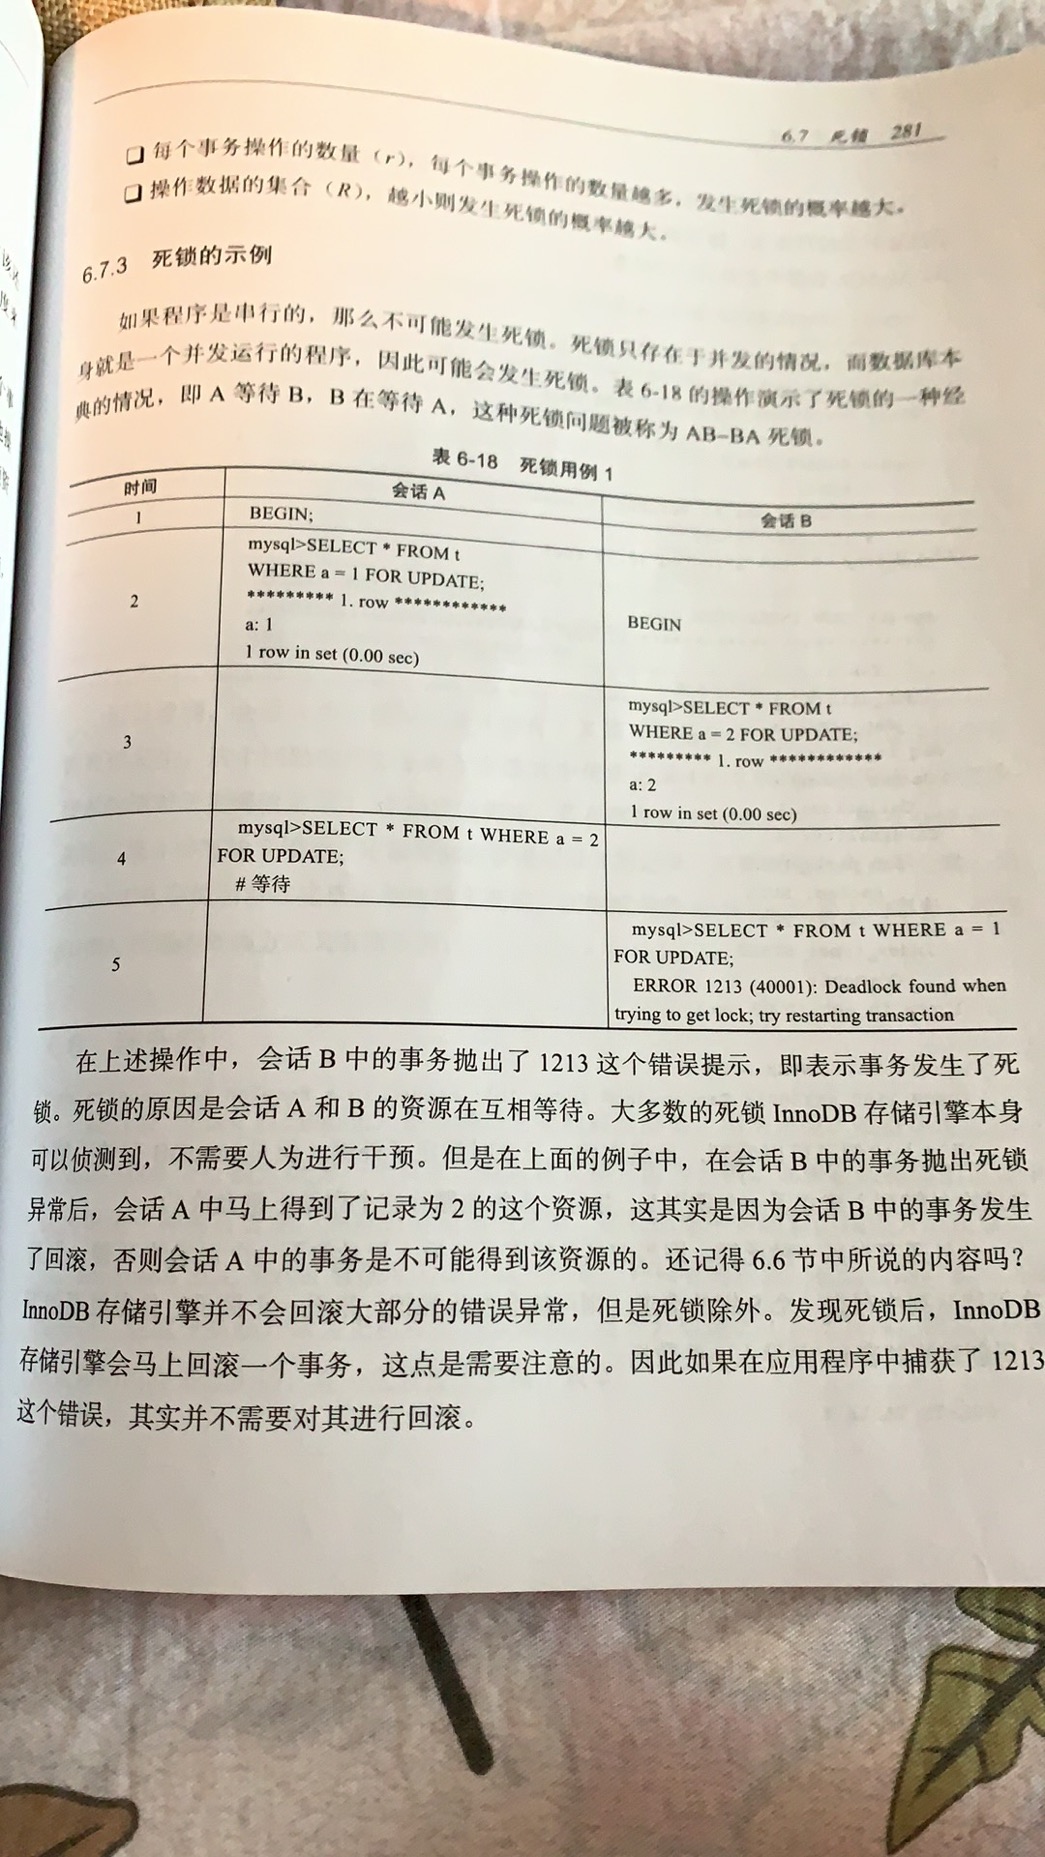 6.7 死锁 281
❑ 每个事务操作的数量（r），每个事务操作的数量越多，发生死锁的概率越大。
❑ 操作数据的集合（R），越小则发生死锁的概率越大。
6.7.3 死锁的示例
如果程序是串行的，那么不可能发生死锁。死锁只存在于并发的情况，而数据库本
身就是一个并发运行的程序，因此可能会发生死锁。表 6-18 的操作演示了死锁的一种经
典的情况，即 A 等待 B，B 在等待 A，这种死锁问题被称为 AB-BA 死锁。
表 6-18 死锁用例 1
时间 会话 A 会话 B
1 BEGIN;
2
mysql>SELECT * FROM t
WHERE a = 1 FOR UPDATE;
********* 1. row ************
a: 1
1 row in set (0.00 sec)
BEGIN
3
mysql>SELECT * FROM t
WHERE a = 2 FOR UPDATE;
********* 1. row ************
a: 2
1 row in set (0.00 sec)
4
mysql>SELECT * FROM t WHERE a = 2
FOR UPDATE;
# 等待
5
mysql>SELECT * FROM t WHERE a = 1
FOR UPDATE;
ERROR 1213 (40001): Deadlock found when
trying to get lock; try restarting transaction
在上述操作中，会话 B 中的事务抛出了 1213 这个错误提示，即表示事务发生了死
锁。死锁的原因是会话 A 和 B 的资源在互相等待。大多数的死锁 InnoDB 存储引擎本身
可以侦测到，不需要人为进行干预。但是在上面的例子中，在会话 B 中的事务抛出死锁
异常后，会话 A 中马上得到了记录为 2 的这个资源，这其实是因为会话 B 中的事务发生
了回滚，否则会话 A 中的事务是不可能得到该资源的。还记得 6.6 节中所说的内容吗？
InnoDB 存储引擎并不会回滚大部分的错误异常，但是死锁除外。发现死锁后，InnoDB
存储引擎会马上回滚一个事务，这点是需要注意的。因此如果在应用程序中捕获了 1213
这个错误，其实并不需要对其进行回滚。